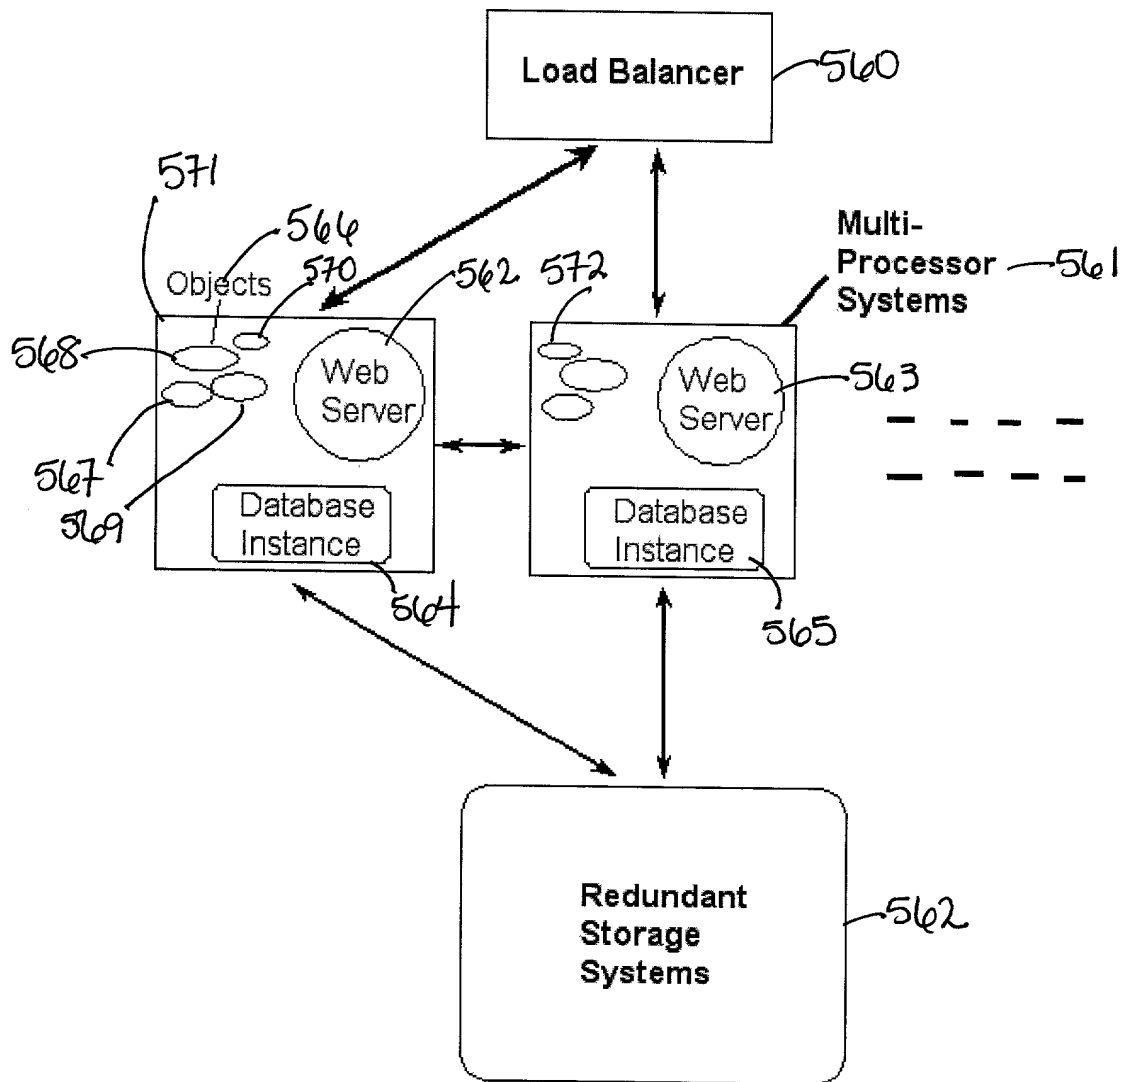 Load Balancer
560
571
566
Objects
570
562
572
Multi-
Processor
Systems
561
568
Web
Server
Web
Server
563
567
569
Database
Instance
Database
Instance
564
565
Redundant
Storage
Systems
562